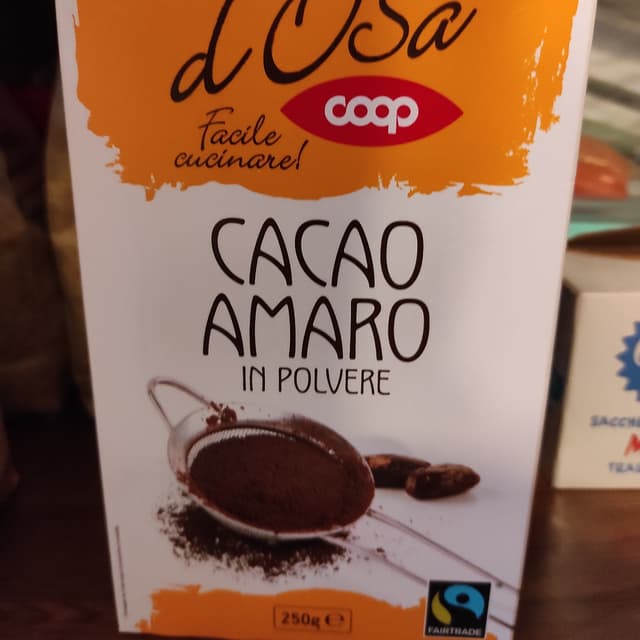 d'Osa
coop
Facile
cucinare!
CACAO
AMARO
IN POLVERE
250g e
FAIRTRADE